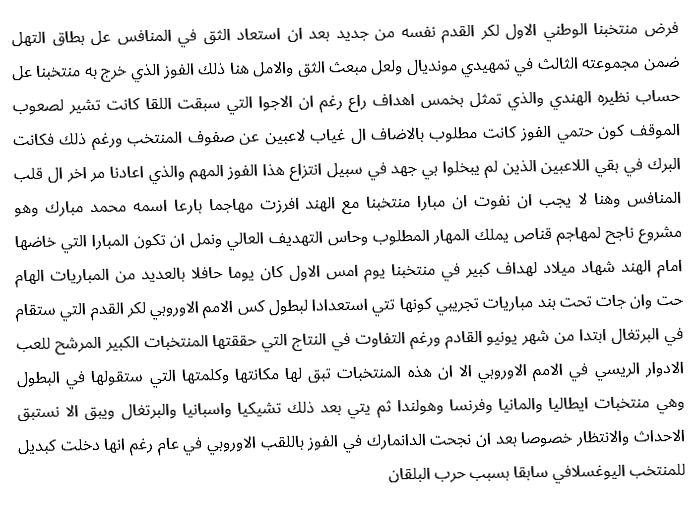 فرض منتخبنا الوطني الاول لكر القدم نفسه من جديد بعد ان استعاد الثق في المنافس عل بطاق التهل
ضمن مجموعته الثالث في تمهيدي مونديال ولعل مبعث الثق والامل هنا ذلك الفوز الذي خرج به منتخبنا عل
حساب نظيره الهندي والذي تمثل بخمس اهداف راع رغم ان الاجوا التي سبقت اللقا كانت تشير لصعوب
الموقف كون حتمي الفوز كانت مطلوب بالاضاف ال غياب لاعبين عن صفوف المنتخب ورغم ذلك فكانت
البرك في بقي اللاعبين الذين لم يبخلوا بي جهد في سبيل انتزاع هذا الفوز المهم والذي اعادنا مر اخر ال قلب
المنافس وهنا لا يجب ان نفوت ان مبارا منتخبنا مع الهند افرزت مهاجما بارعا اسمه محمد مبارك وهو
مشروع ناجح لمهاجم قناص يملك المهار المطلوب وحاس التهديف العالي ونمل ان تكون المبارا التي خاضها
امام الهند شهاد ميلاد لهداف كبير في منتخبنا يوم امس الاول كان يوما حافلا بالعديد من المباريات الهام
حت وان جات تحت بند مباريات تجريبي كونها تتي استعدادا لبطول كس الامم الاوروبي لكر القدم التي ستقام
في البرتغال ابتدا من شهر يونيو القادم ورغم التفاوت في النتاج التي حققتها المنتخبات الكبير المرشح للعب
الادوار الريسي في الامم الاوروبي الا ان هذه المنتخبات تبق لها مكانتها وكلمتها التي ستقولها في البطول
وهي منتخبات ايطاليا والمانيا وفرنسا وهولندا ثم يتي بعد ذلك تشيكيا واسبانيا والبرتغال ويبق الا نستبق
الاحداث والانتظار خصوصا بعد ان نجحت الدانمارك في الفوز باللقب الاوروبي في عام رغم انها دخلت كبديل
للمنتخب اليوغسلافي سابقا بسبب حرب البلقان